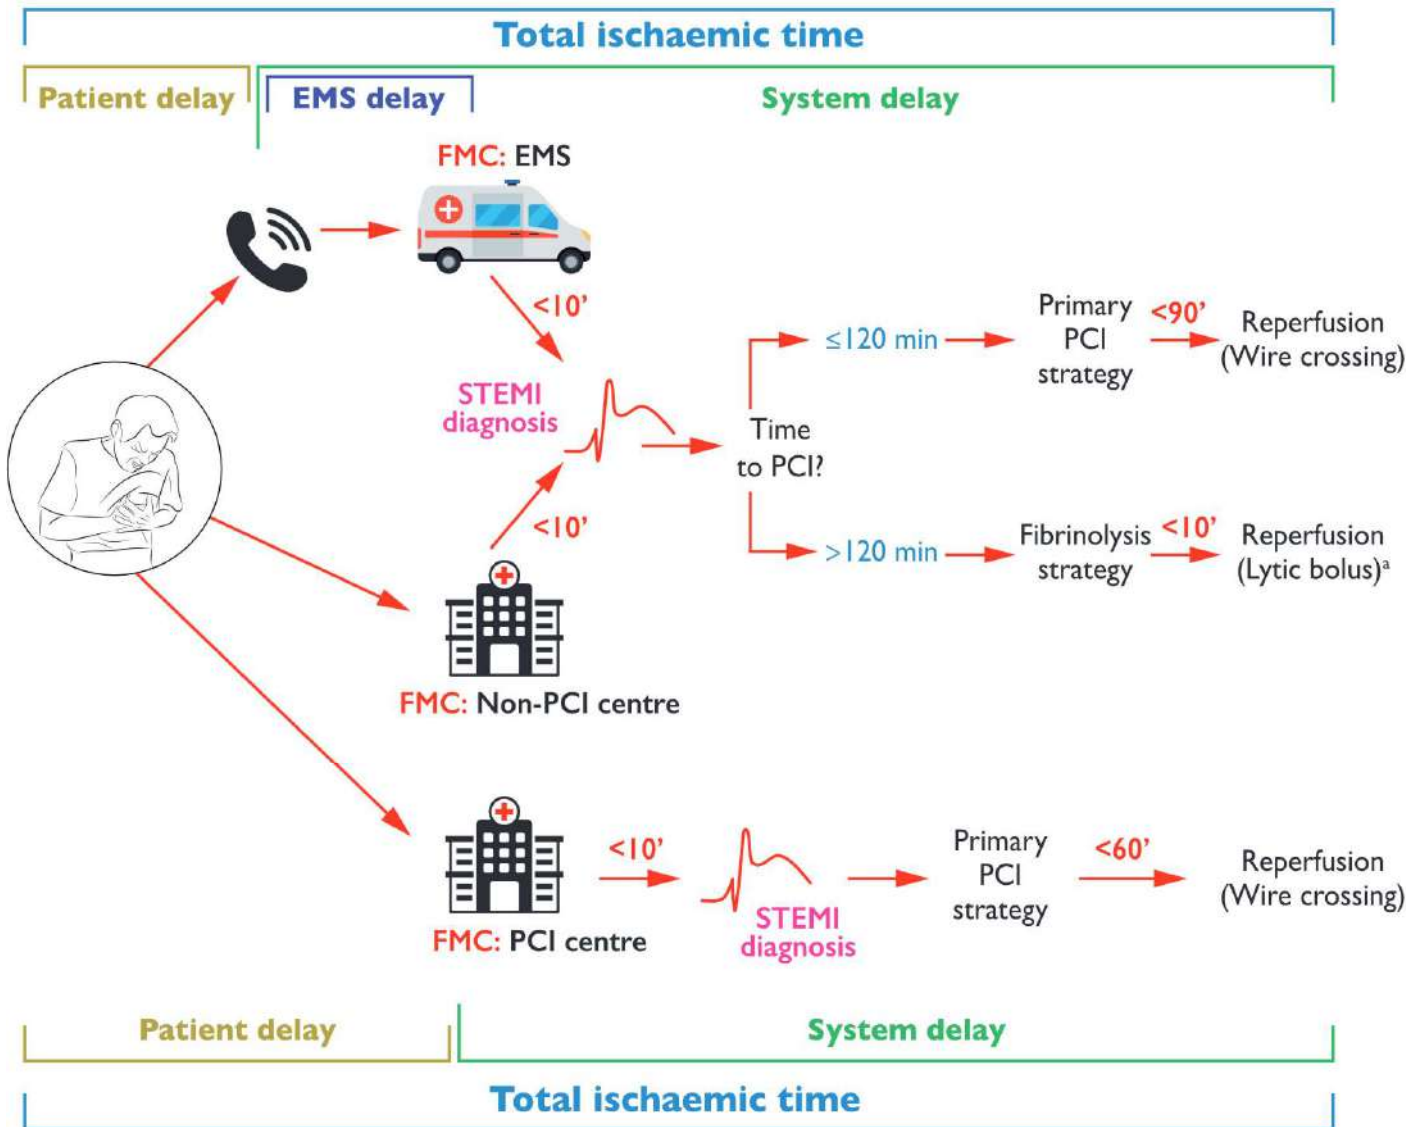 Total ischaemic time
Patient delay
EMS delay
System delay
FMC: EMS
<10'
STEMI
diagnosis
<10'
Time
to PCI?
≤120 min
Primary
PCI
strategy
<90'
Reperfusion
(Wire crossing)
>120 min
Fibrinolysis
strategy
<10'
Reperfusion
(Lytic bolus)ᵃ
FMC: Non-PCI centre
FMC: PCI centre
<10'
STEMI
diagnosis
Primary
PCI
strategy
<60'
Reperfusion
(Wire crossing)
Patient delay
System delay
Total ischaemic time